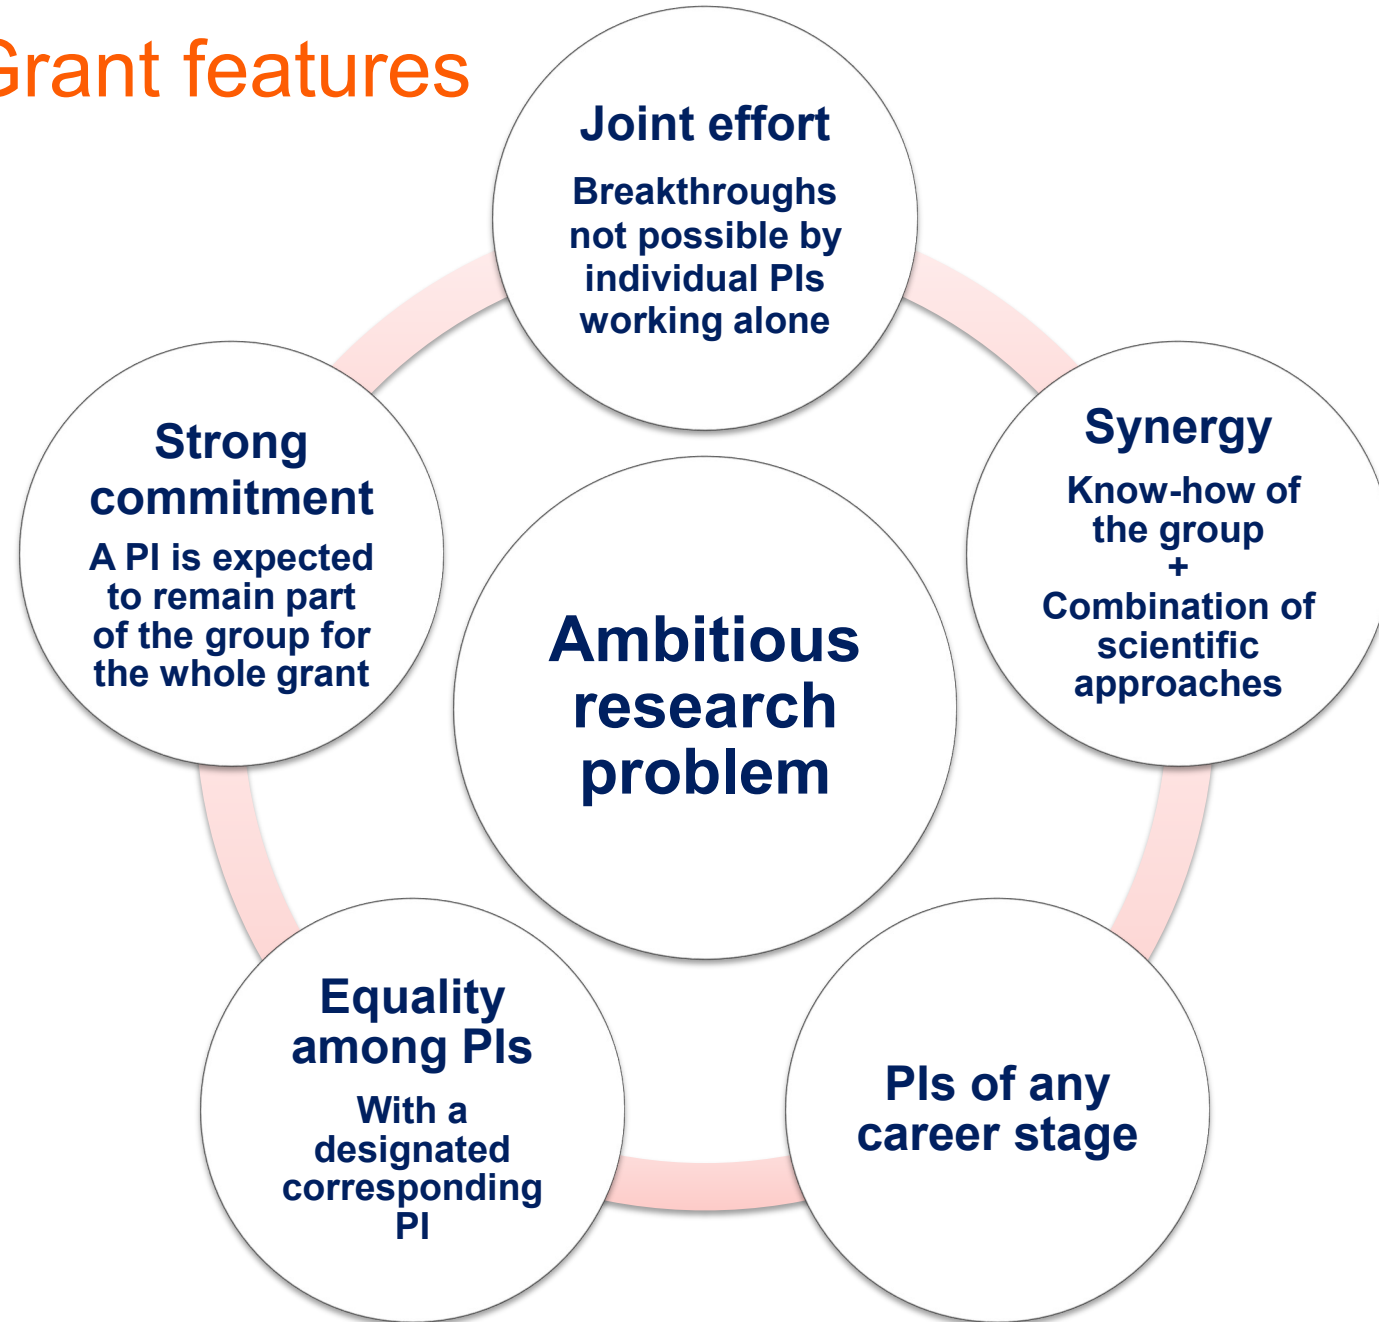 Grant features
Joint effort
Breakthroughs
not possible by
individual PIs
working alone
Synergy
Know-how of
the group
+
Combination of
scientific
approaches
PIs of any
career stage
Equality
among PIs
With a
designated
corresponding
PI
Strong
commitment
A PI is expected
to remain part
of the group for
the whole grant
Ambitious
research
problem